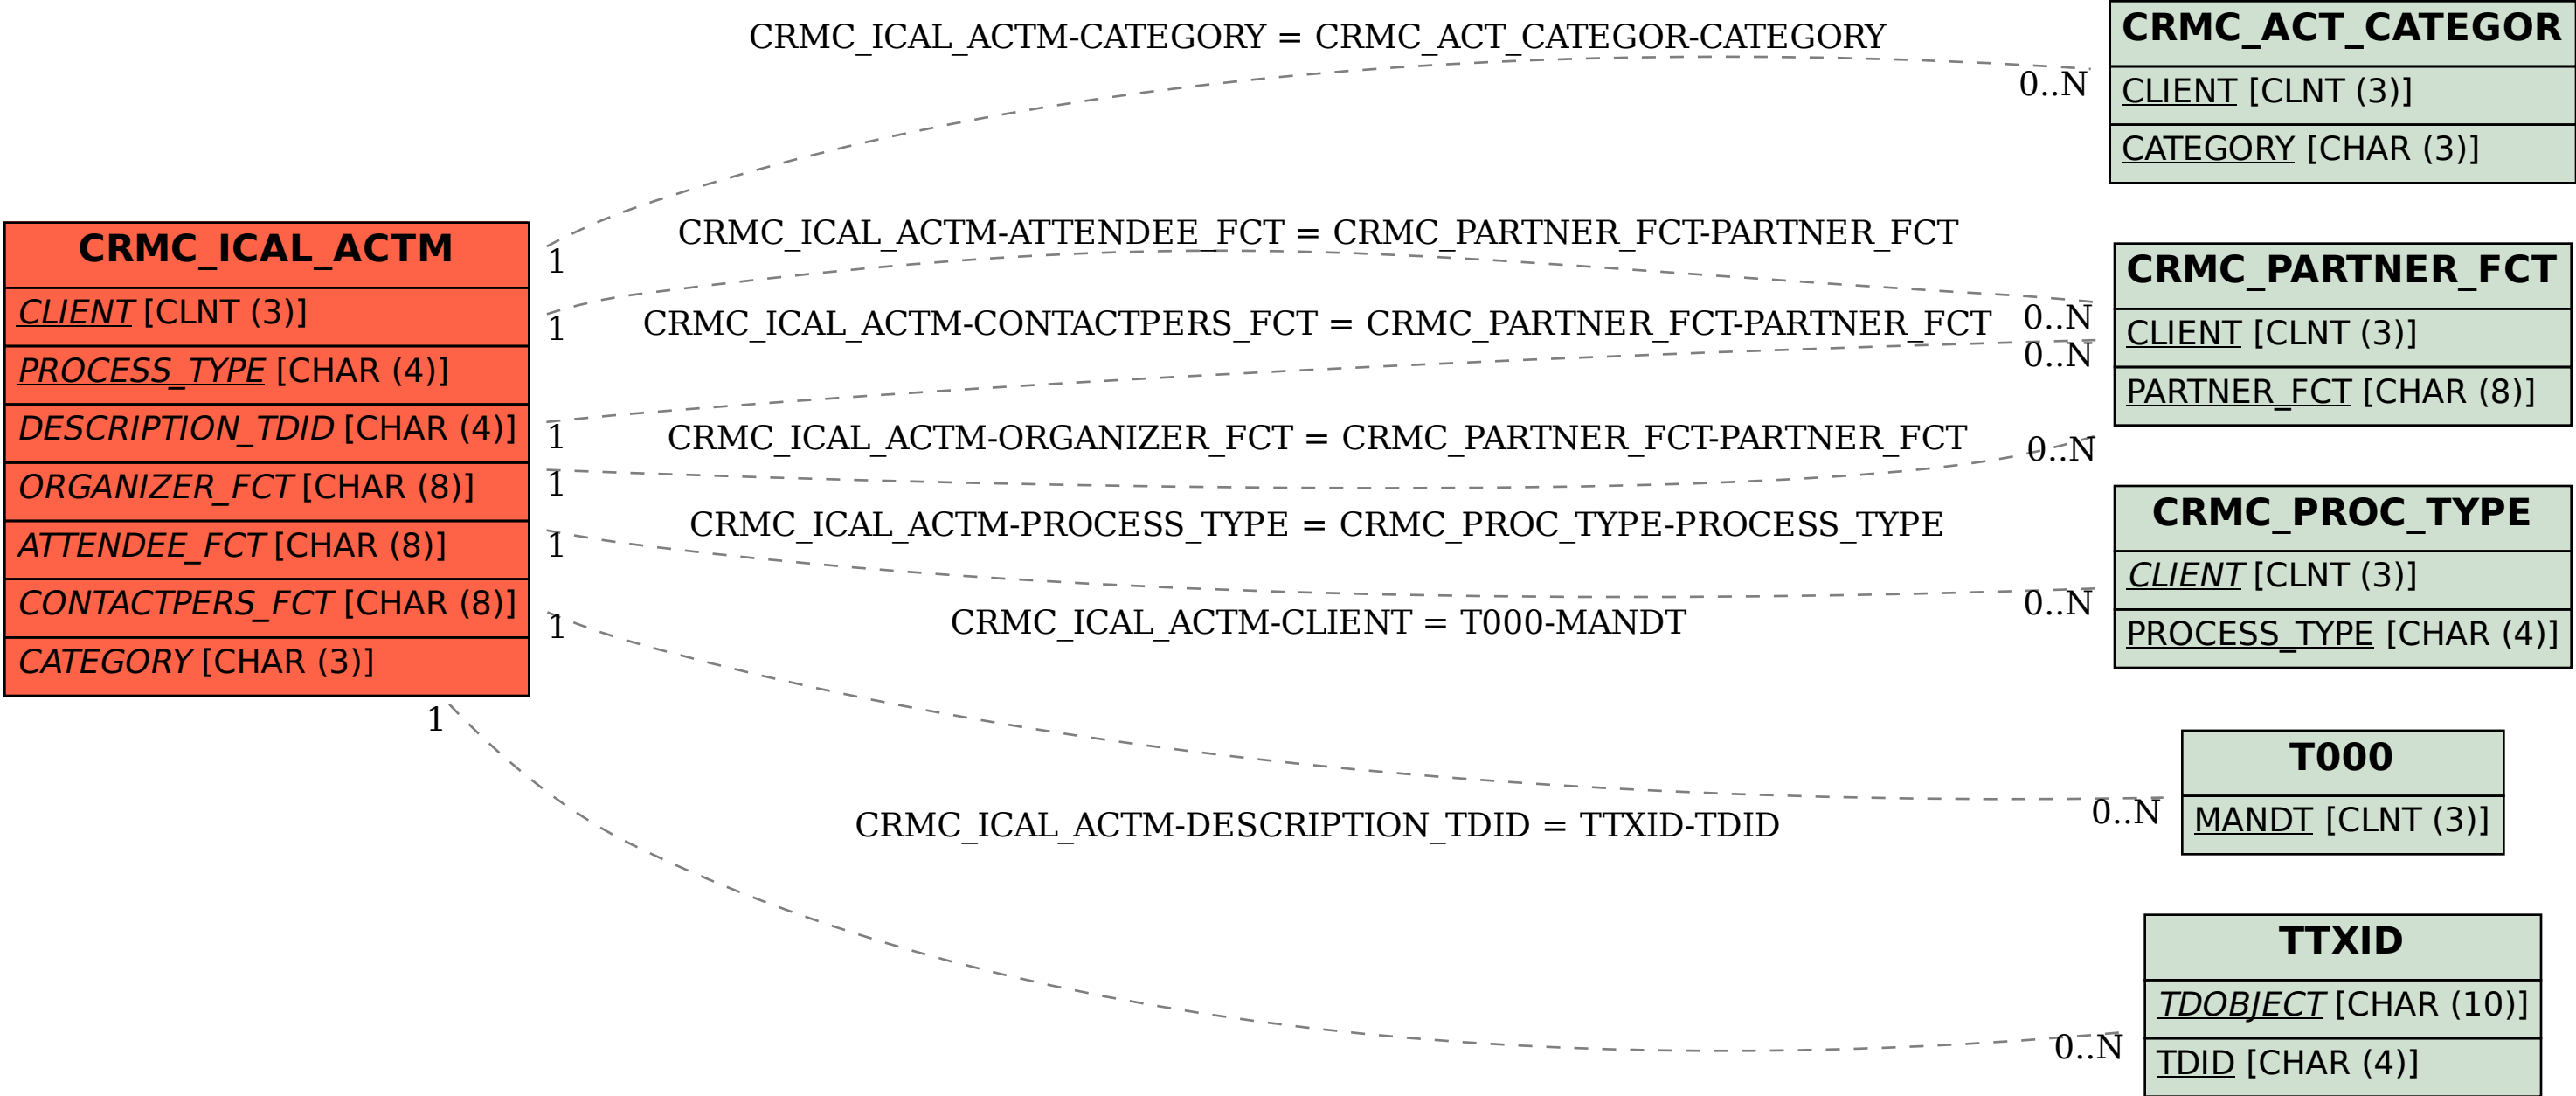 CRMC_ICAL_ACTM
CLIENT [CLNT (3)]
PROCESS_TYPE [CHAR (4)]
DESCRIPTION_TDID [CHAR (4)]
ORGANIZER_FCT [CHAR (8)]
ATTENDEE_FCT [CHAR (8)]
CONTACTPERS_FCT [CHAR (8)]
CATEGORY [CHAR (3)]
CRMC_ICAL_ACTM-CATEGORY = CRMC_ACT_CATEGOR-CATEGORY
1
0..N
CRMC_ICAL_ACTM-ATTENDEE_FCT = CRMC_PARTNER_FCT-PARTNER_FCT
1
0..N
CRMC_ICAL_ACTM-CONTACTPERS_FCT = CRMC_PARTNER_FCT-PARTNER_FCT
1
0..N
CRMC_ICAL_ACTM-ORGANIZER_FCT = CRMC_PARTNER_FCT-PARTNER_FCT
1
0..N
CRMC_ICAL_ACTM-PROCESS_TYPE = CRMC_PROC_TYPE-PROCESS_TYPE
1
0..N
CRMC_ICAL_ACTM-CLIENT = T000-MANDT
1
0..N
CRMC_ICAL_ACTM-DESCRIPTION_TDID = TTXID-TDID
1
0..N
CRMC_ACT_CATEGOR
CLIENT [CLNT (3)]
CATEGORY [CHAR (3)]
CRMC_PARTNER_FCT
CLIENT [CLNT (3)]
PARTNER_FCT [CHAR (8)]
CRMC_PROC_TYPE
CLIENT [CLNT (3)]
PROCESS_TYPE [CHAR (4)]
T000
MANDT [CLNT (3)]
TTXID
TDOBJECT [CHAR (10)]
TDID [CHAR (4)]